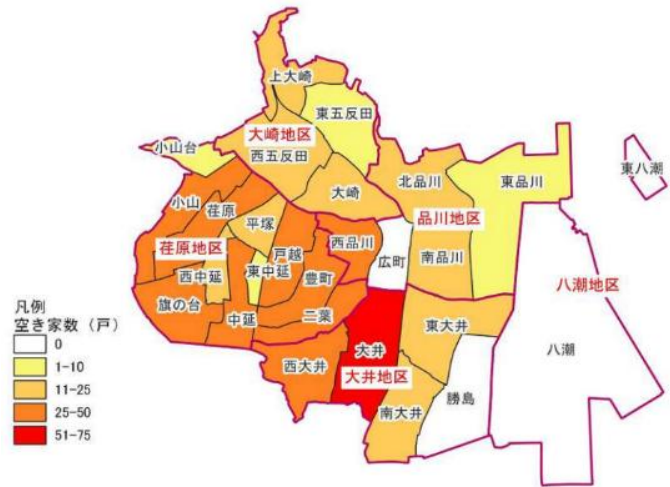 上大崎
東五反田
大崎地区
小山台
西五反田
東八潮
北品川
東品川
大崎
小山
荏原
平塚
品川地区
西品川
戸越
荏原地区
広町
東中延
南品川
西中延
豊町
八潮地区
旗の台
中延
二葉
東大井
八潮
大井
西大井
大井地区
勝島
南大井
凡例
空き家数（戸）
0
1-10
11-25
25-50
51-75